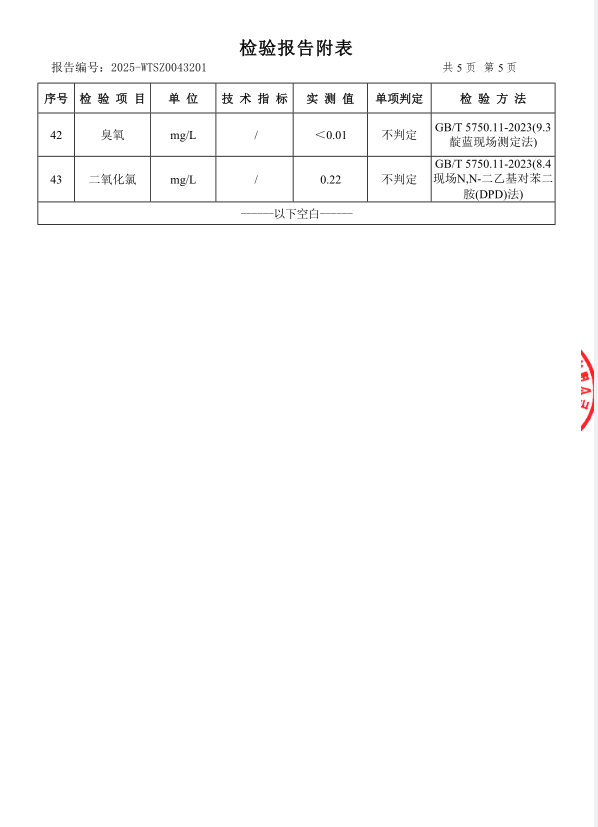 检验报告附表
报告编号：2025-WTSZ0043201 共 5 页 第 5 页
序号 检 验 项 目 单 位 技 术 指 标 实 测 值 单项判定 检 验 方 法
42 臭氧 mg/L / ＜0.01 不判定 GB/T 5750.11-2023(9.3
靛蓝现场测定法)
43 二氧化氯 mg/L / 0.22 不判定 GB/T 5750.11-2023(8.4
现场N,N-二乙基对苯二
胺(DPD)法)
------以下空白------